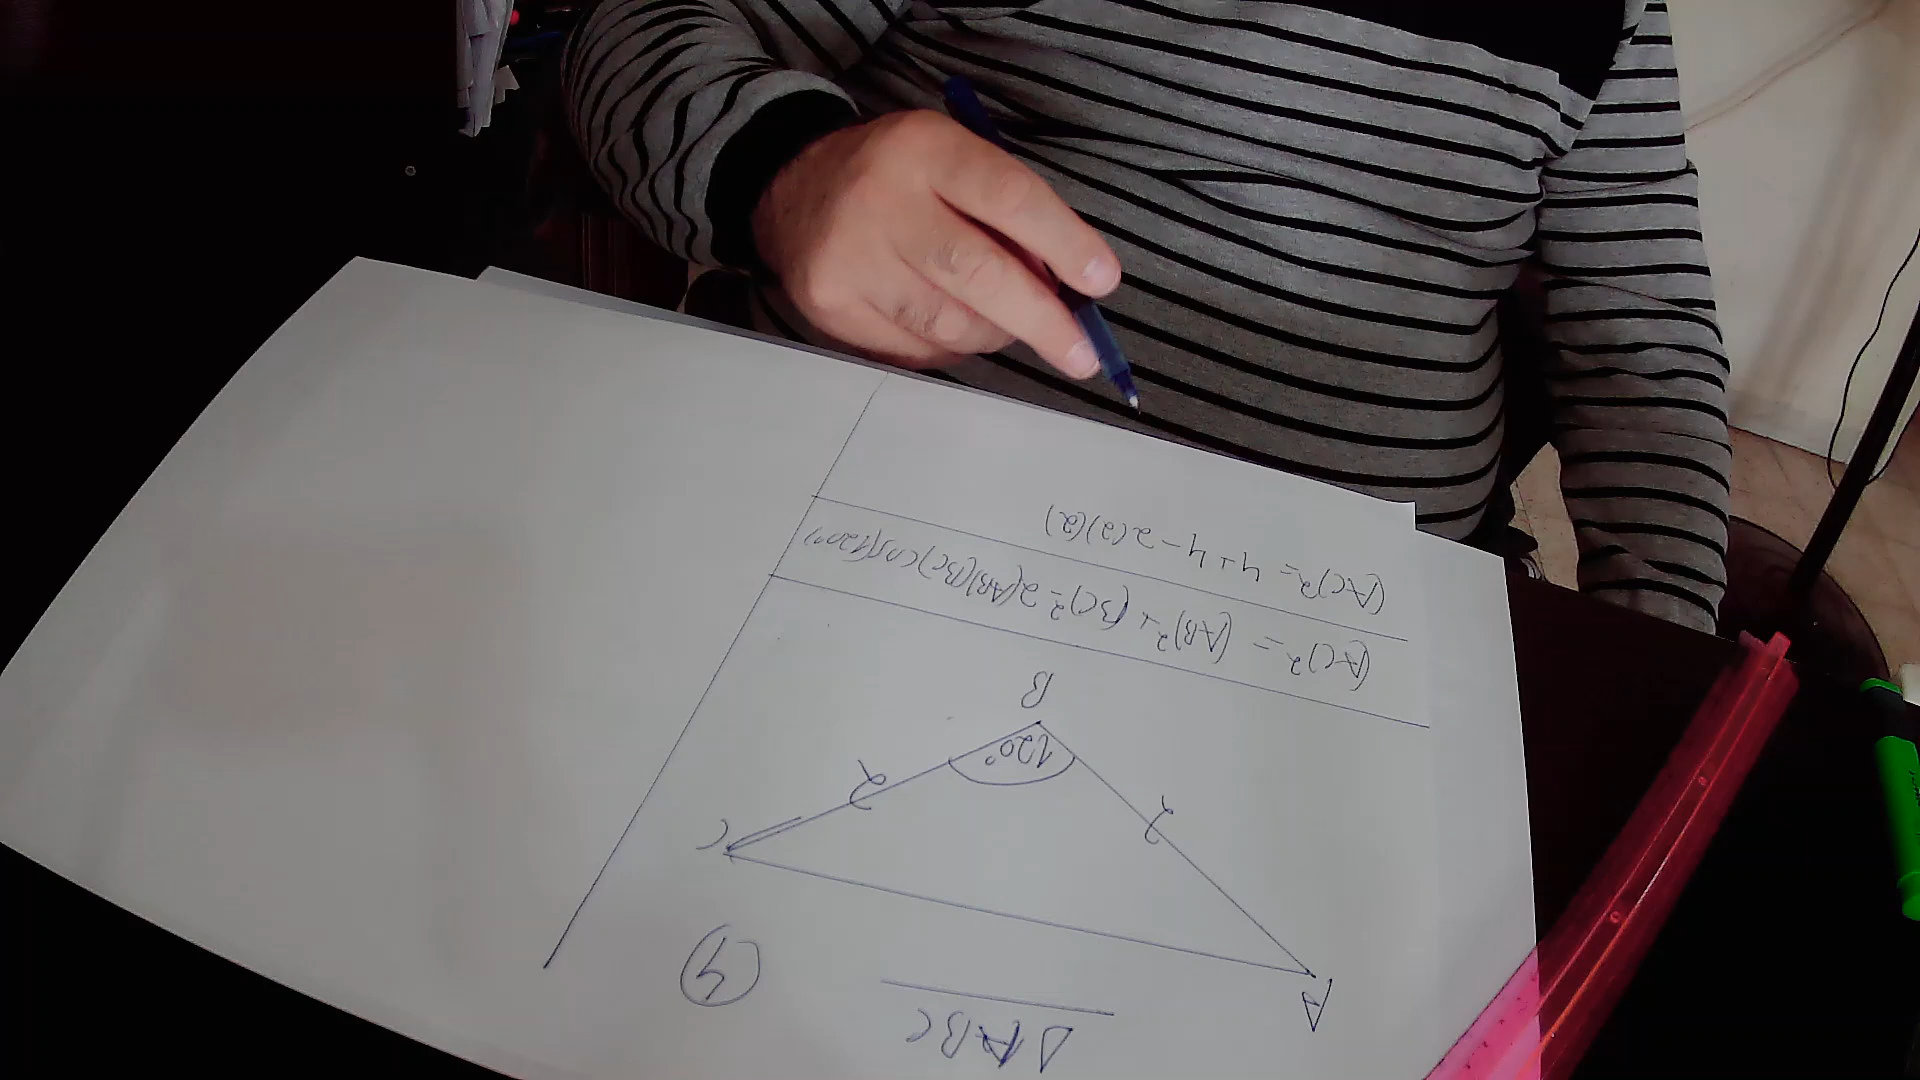 ΔABC
④
A
C
2
2
120°
B
(AC)² = (AB)² + (BC)² - 2(AB)(BC)cos(120°)
(AC)² = 4+4-2(2)(2)